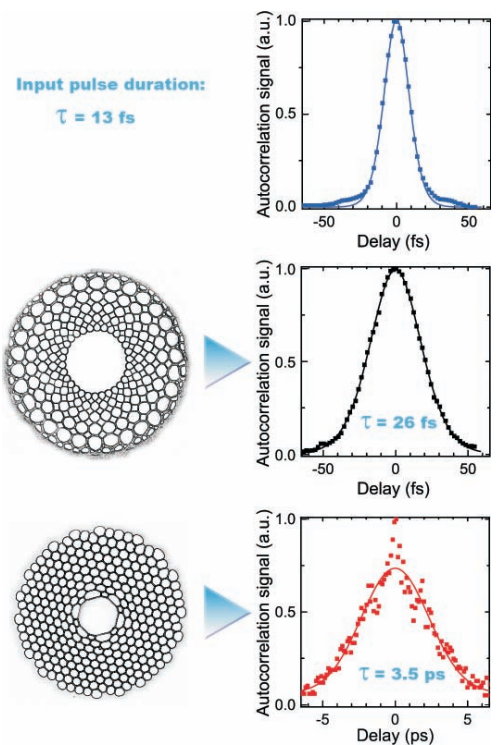 Input pulse duration:
τ = 13 fs
Autocorrelation signal (a.u.)
1.0
0.5
0.0
-50
0
50
Delay (fs)
Autocorrelation signal (a.u.)
1.0
0.5
0.0
τ = 26 fs
-50
0
50
Delay (fs)
Autocorrelation signal (a.u.)
1.0
0.5
0.0
τ = 3.5 ps
-5
0
5
Delay (ps)